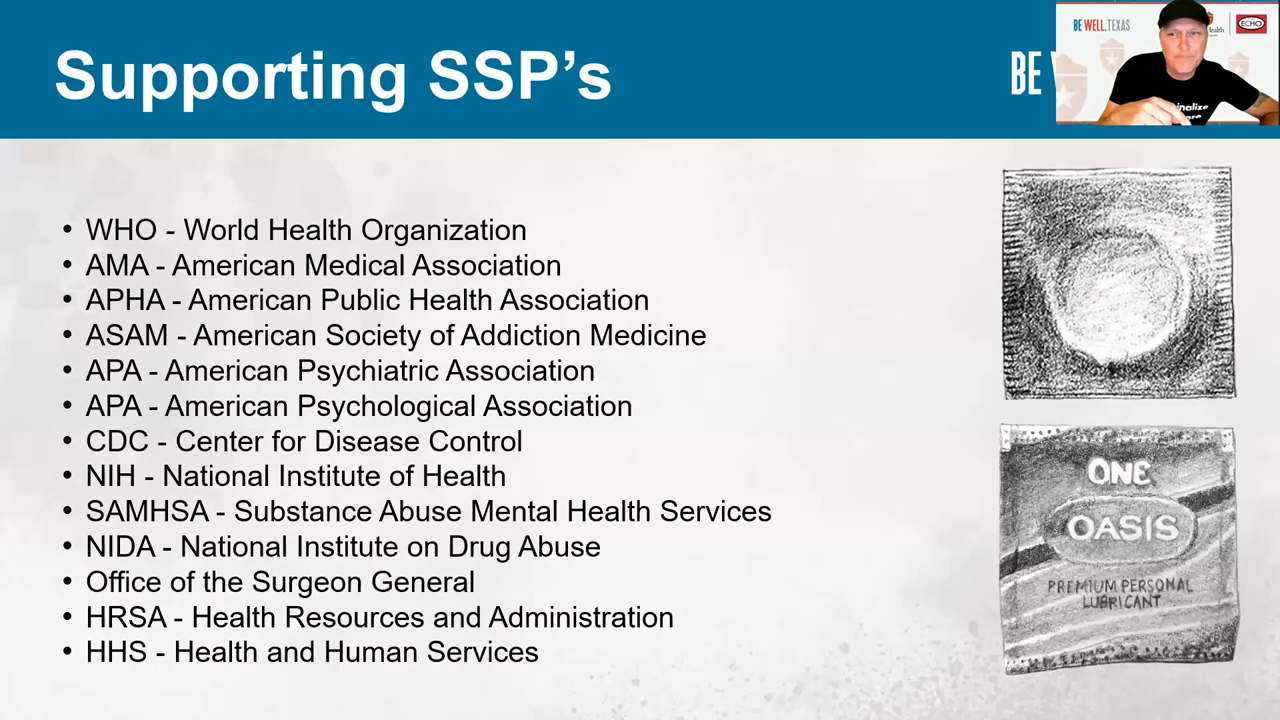 Supporting SSP's
BE
BE WELL, TEXAS
ECHO
• WHO - World Health Organization
• AMA - American Medical Association
• APHA - American Public Health Association
• ASAM - American Society of Addiction Medicine
• APA - American Psychiatric Association
• APA - American Psychological Association
• CDC - Center for Disease Control
• NIH - National Institute of Health
• SAMHSA - Substance Abuse Mental Health Services
• NIDA - National Institute on Drug Abuse
• Office of the Surgeon General
• HRSA - Health Resources and Administration
• HHS - Health and Human Services
ONE
OASIS
PREMIUM PERSONAL
LUBRICANT